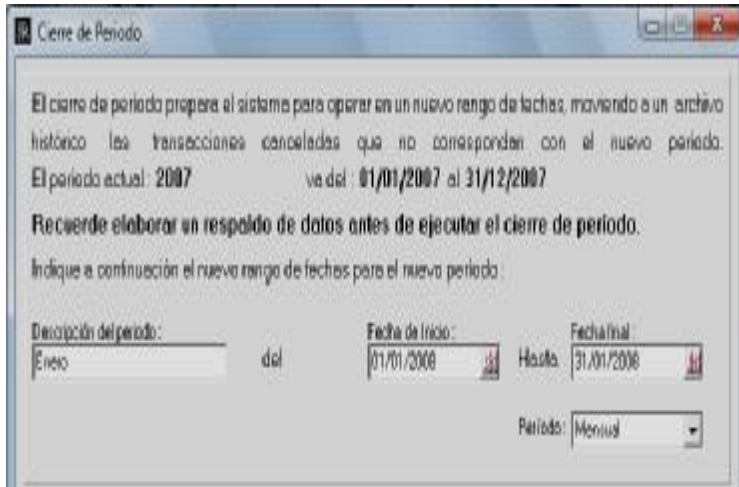 Cierre de Periodo
El cierre de periodo prepara el sistema para operar en un nuevo rango de fechas, moviendo a un archivo
histórico las transacciones canceladas que no correspondan con el nuevo periodo.
El periodo actual : 2007 va del : 01/01/2007 al 31/12/2007
Recuerde elaborar un respaldo de datos antes de ejecutar el cierre de período.
Indique a continuación el nuevo rango de fechas para el nuevo periodo :
Descripción del periodo : Fecha de Inicio : Fecha final :
Enero del 01/01/2008 Hasta 31/01/2008
Período : Mensual